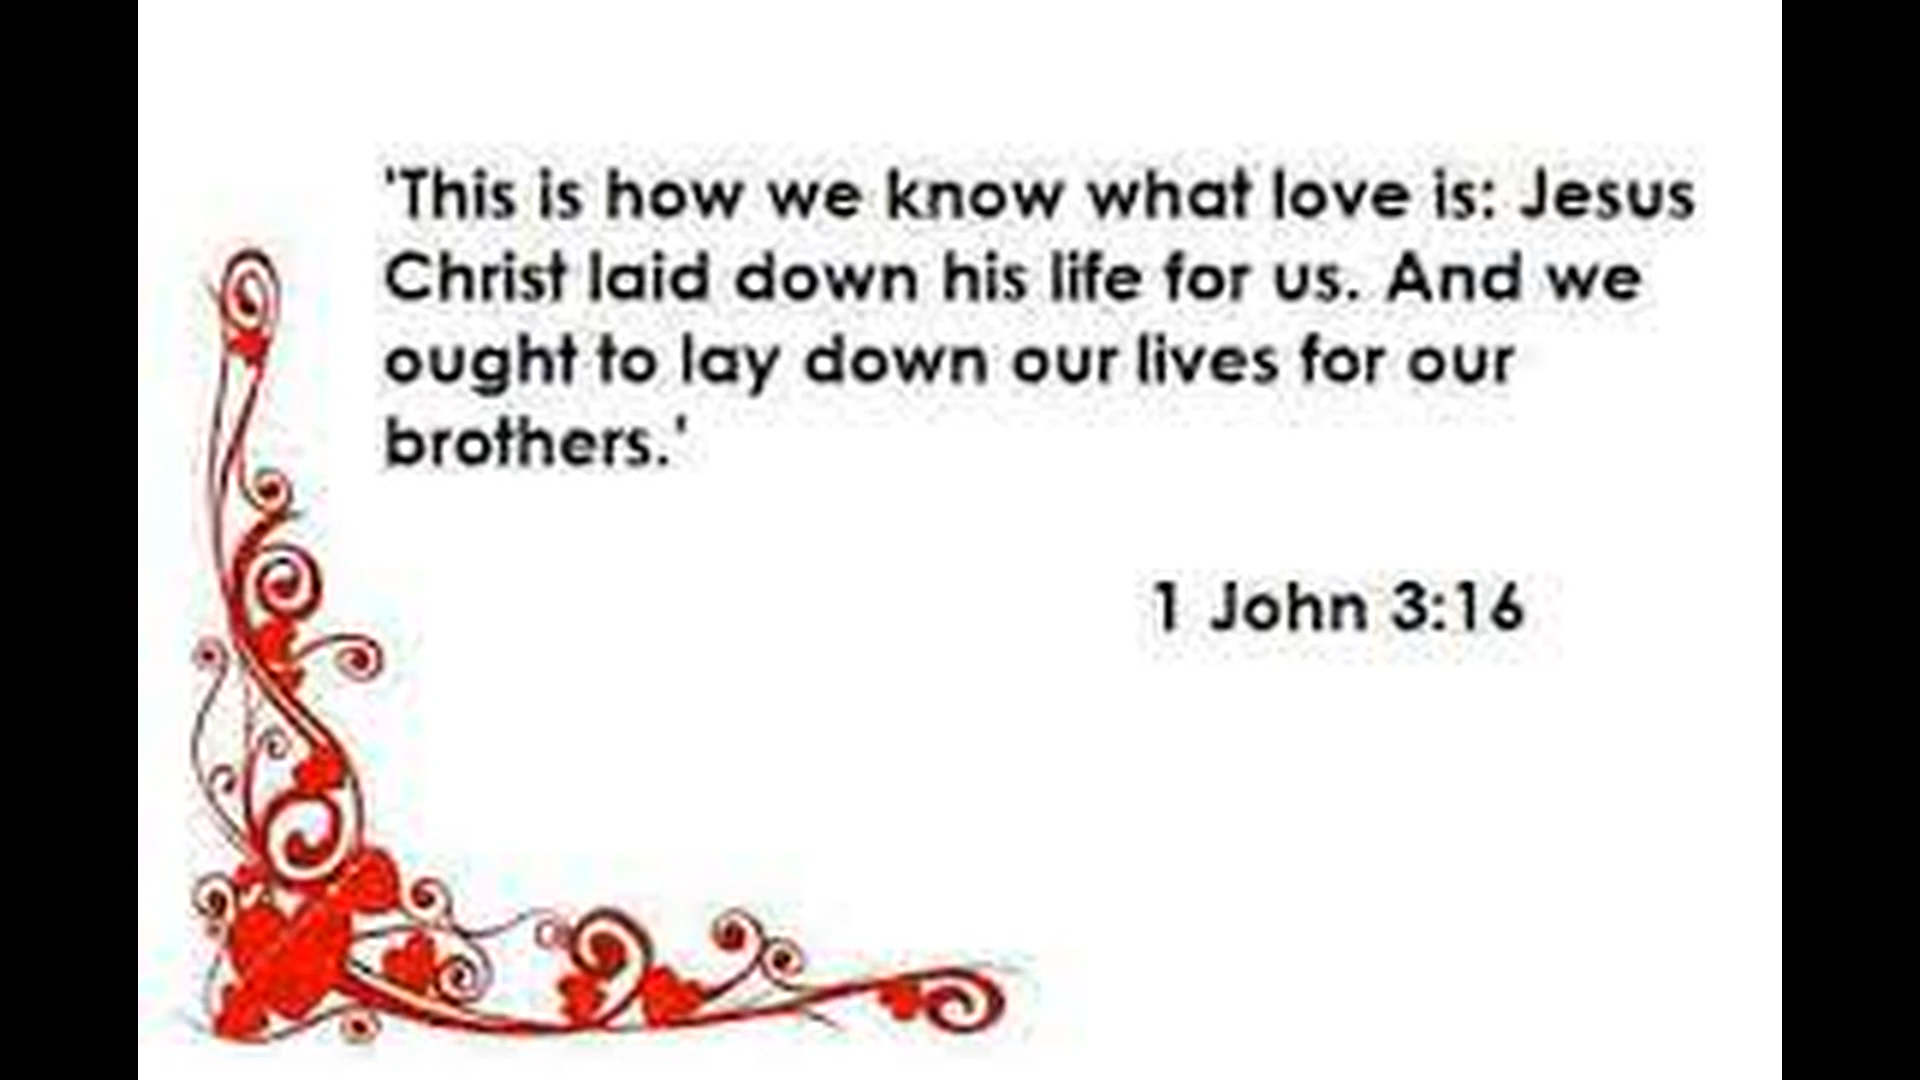 'This is how we know what love is: Jesus
Christ laid down his life for us. And we
ought to lay down our lives for our
brothers.'
1 John 3:16